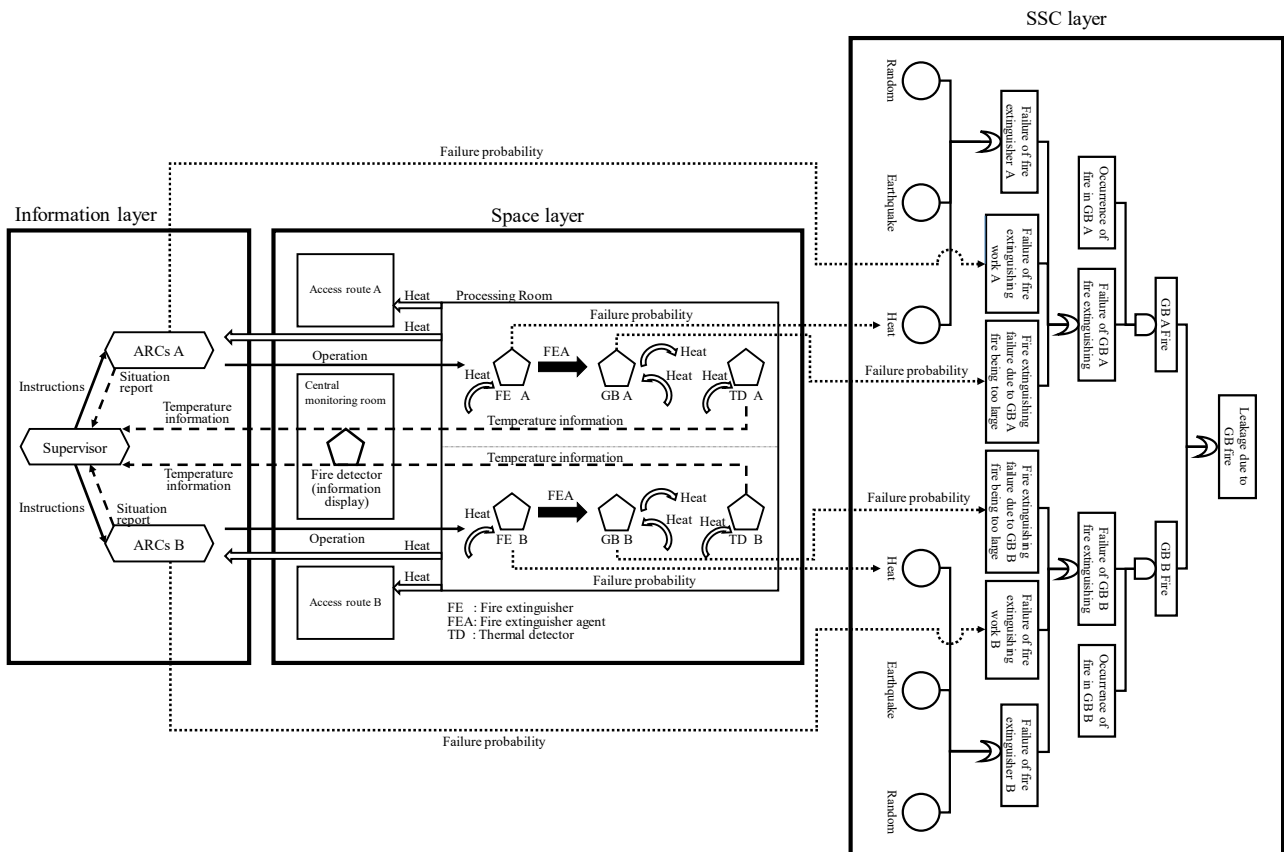 SSC layer
Random
Earthquake
Heat
Failure of fire
extinguisher A
Failure of fire
extinguishing
work A
Fire extinguishing
failure due to GB A
fire being too large
Occurrence of
fire in GB A
Failure of GB A
fire extinguishing
GB A Fire
Leakage due to
GB fire
Fire extinguishing
failure due to GB B
fire being too large
Failure of GB B
fire extinguishing
GB B Fire
Heat
Failure of fire
extinguishing
work B
Occurrence of
fire in GB B
Earthquake
Failure of fire
extinguisher B
Random
Failure probability
Failure probability
Failure probability
Failure probability
Information layer
ARCs A
Instructions
Situation
report
Temperature
information
Supervisor
Temperature
information
Instructions
Situation
report
ARCs B
Space layer
Access route A
Heat
Processing Room
Heat
Failure probability
Operation
Heat
FE A
FEA
GB A
Heat
Heat
Heat
TD A
Central
monitoring room
Temperature information
Temperature information
Fire detector
(information
display)
Heat
FE B
FEA
GB B
Heat
Heat
Heat
TD B
Operation
Heat
Heat
Failure probability
Access route B
FE : Fire extinguisher
FEA: Fire extinguisher agent
TD : Thermal detector